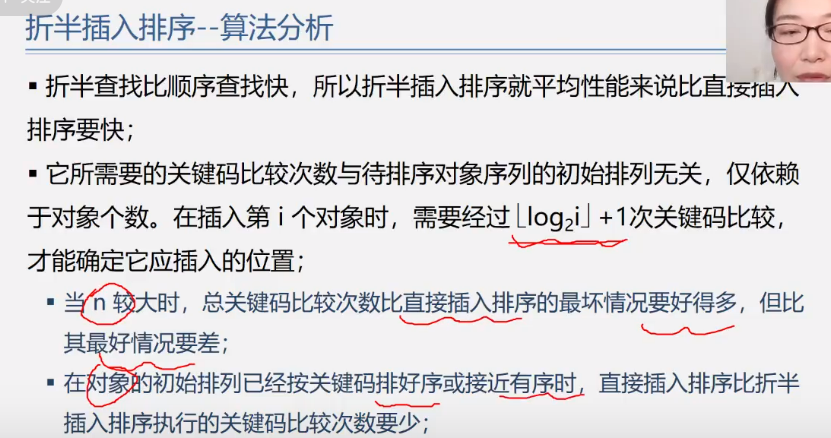 折半插入排序--算法分析
▪ 折半查找比顺序查找快，所以折半插入排序就平均性能来说比直接插入
排序要快；
▪ 它所需要的关键码比较次数与待排序对象序列的初始排列无关，仅依赖
于对象个数。在插入第 i 个对象时，需要经过 ⌊log₂i⌋ +1次关键码比较，
才能确定它应插入的位置；
▪ 当 n 较大时，总关键码比较次数比直接插入排序的最坏情况要好得多，但比
其最好情况要差；
▪ 在对象的初始排列已经按关键码排好序或接近有序时，直接插入排序比折半
插入排序执行的关键码比较次数要少；